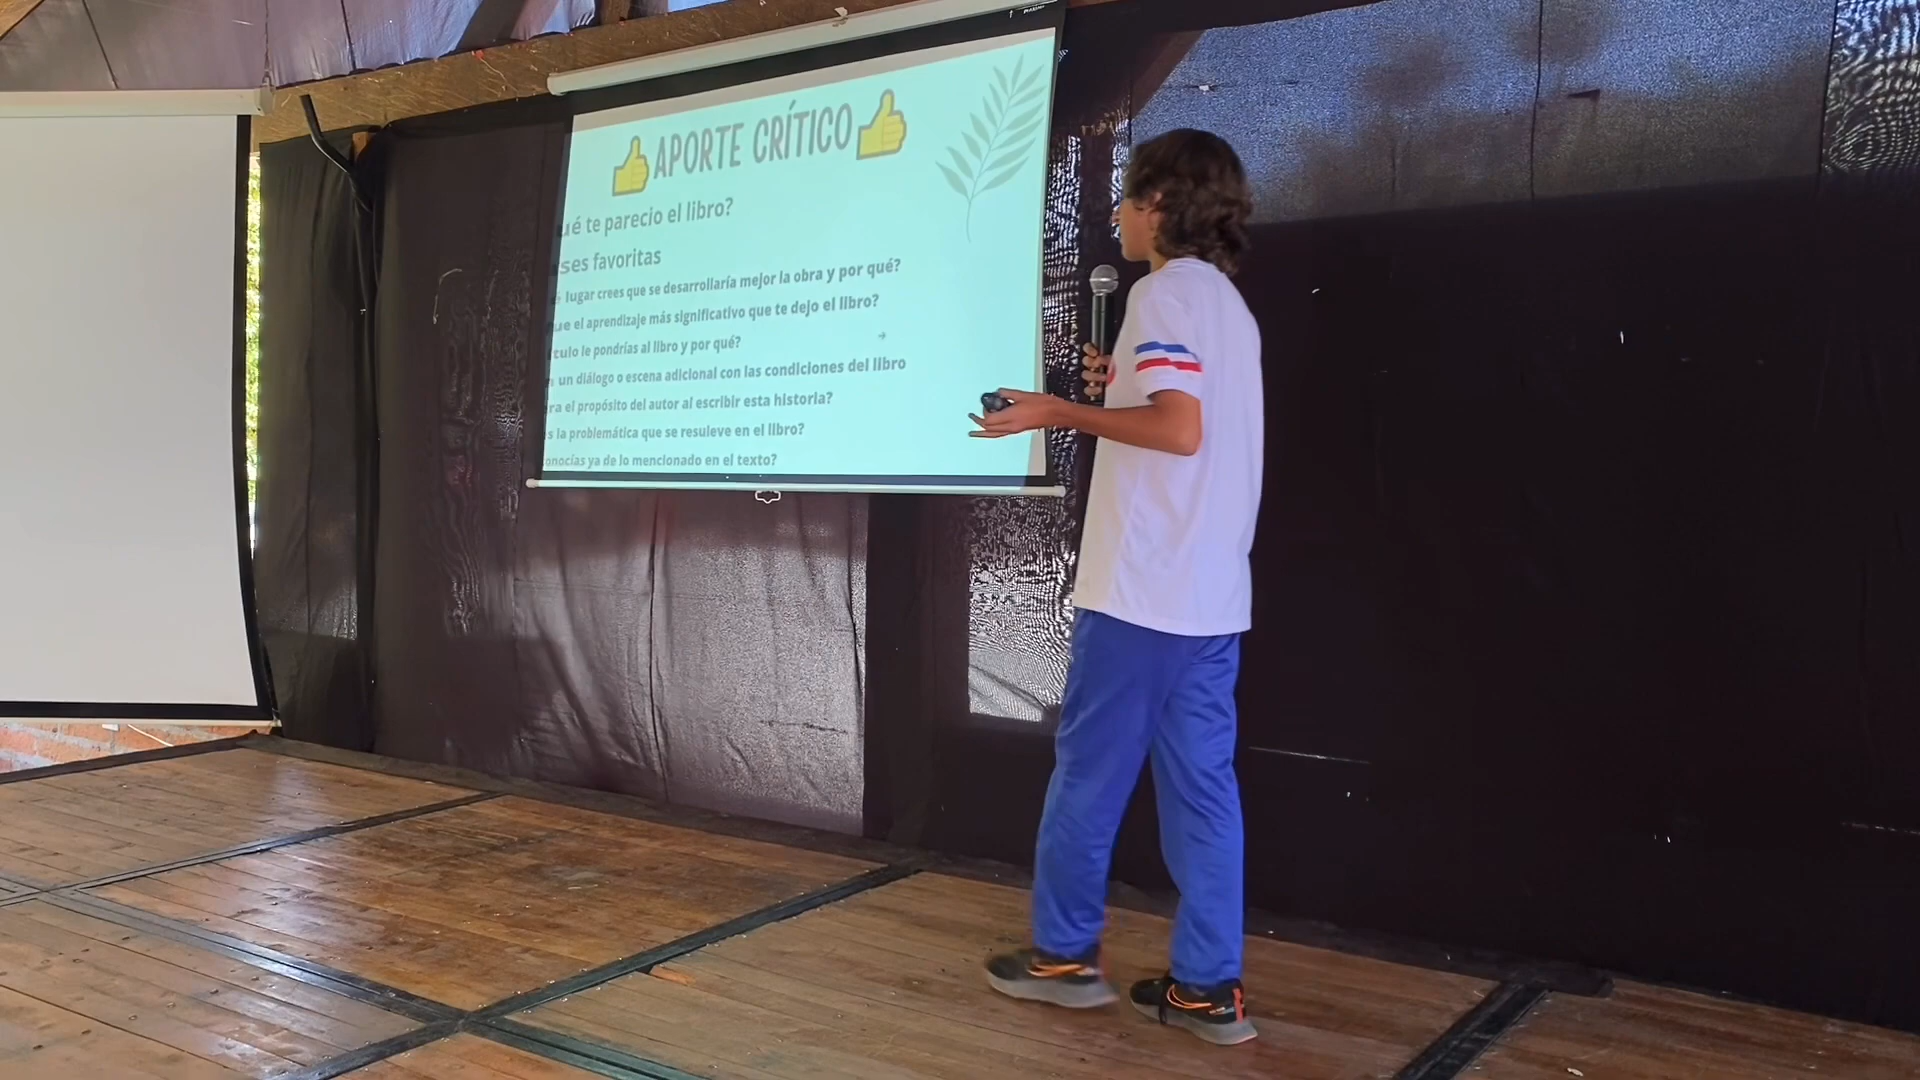 APORTE CRÍTICO
ué te parecio el libro?
ses favoritas
lugar crees que se desarrollaría mejor la obra y por qué?
ue el aprendizaje más significativo que te dejo el libro?
culo le pondrías al libro y por qué?
un diálogo o escena adicional con las condiciones del libro
ra el propósito del autor al escribir esta historia?
s la problemática que se resuleve en el libro?
onocías ya de lo mencionado en el texto?